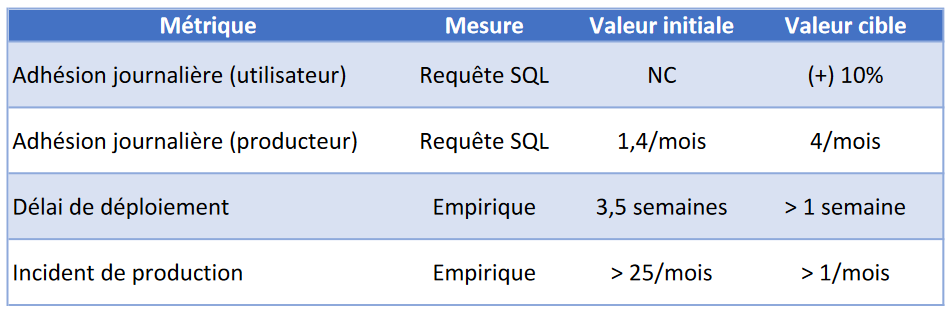 Métrique Mesure Valeur initiale Valeur cible
Adhésion journalière (utilisateur) Requête SQL NC (+) 10%
Adhésion journalière (producteur) Requête SQL 1,4/mois 4/mois
Délai de déploiement Empirique 3,5 semaines > 1 semaine
Incident de production Empirique > 25/mois > 1/mois